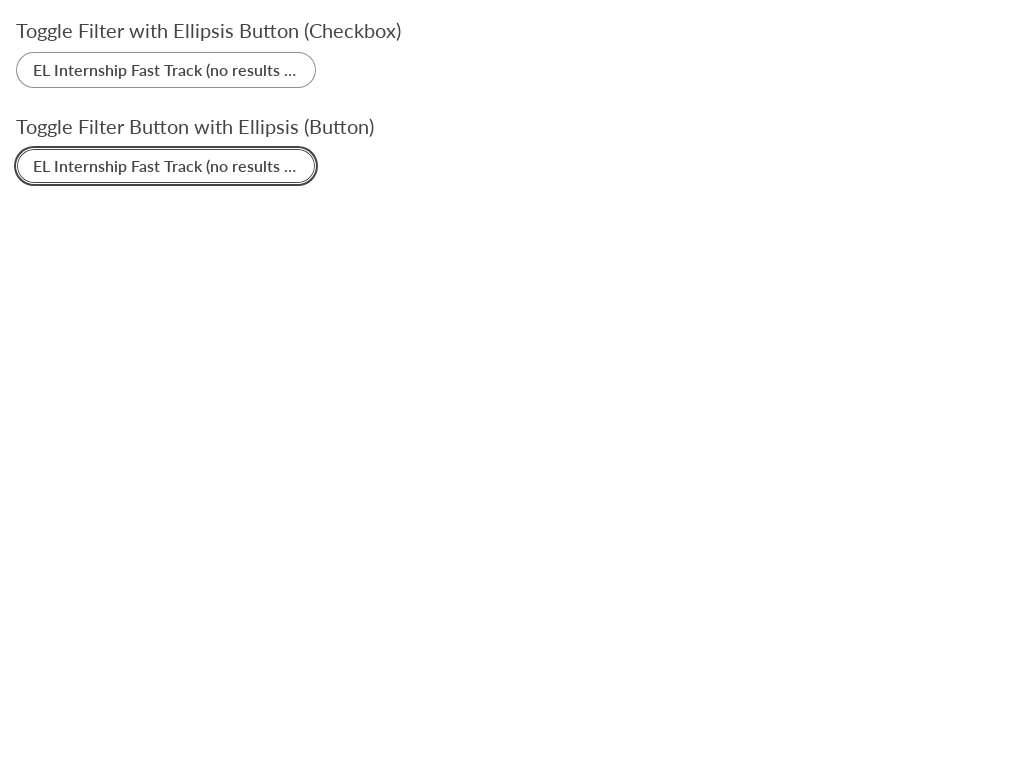 Toggle Filter with Ellipsis Button (Checkbox)
EL Internship Fast Track (no results ...
Toggle Filter Button with Ellipsis (Button)
EL Internship Fast Track (no results ...